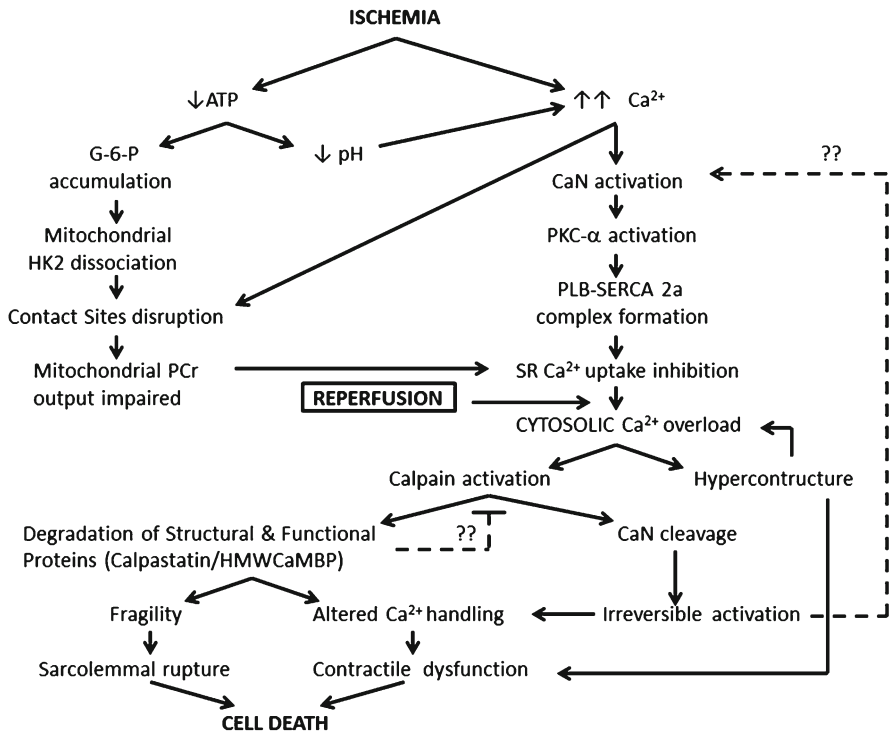 ISCHEMIA
↓ATP
↑↑ Ca²⁺
G-6-P
accumulation
↓ pH
??
CaN activation
Mitochondrial
HK2 dissociation
PKC-α activation
Contact Sites disruption
PLB-SERCA 2a
complex formation
Mitochondrial PCr
output impaired
SR Ca²⁺ uptake inhibition
REPERFUSION
CYTOSOLIC Ca²⁺ overload
Calpain activation
Hypercontructure
Degradation of Structural & Functional
Proteins (Calpastatin/HMWCaMBP)
??
CaN cleavage
Fragility
Altered Ca²⁺ handling
Irreversible activation
Sarcolemmal rupture
Contractile dysfunction
CELL DEATH